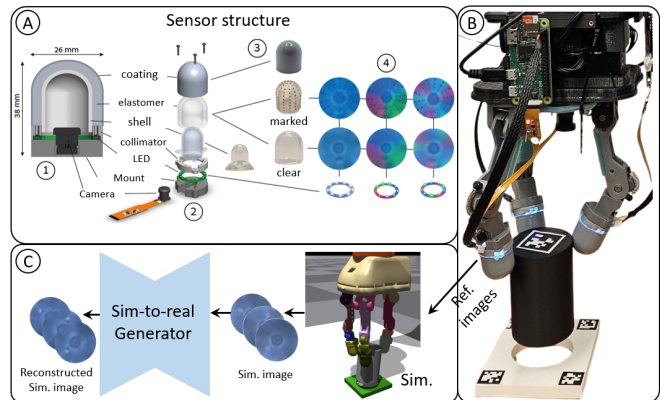 A
Sensor structure
26 mm
38 mm
coating
elastomer
shell
collimator
LED
Mount
Camera
1
2
3
4
marked
clear
B
C
Sim-to-real
Generator
Reconstructed
Sim. image
Sim. image
Sim.
Ref.
images